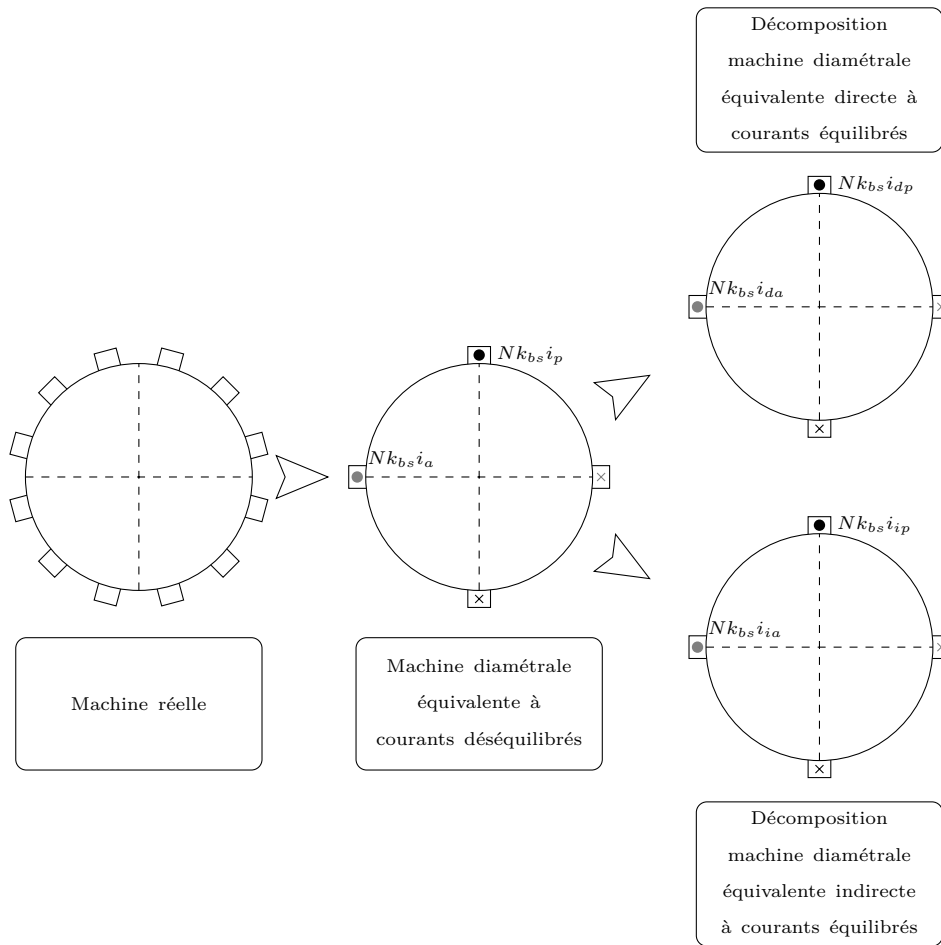 Décomposition
machine diamétrale
équivalente directe à
courants équilibrés
Nk_{bs}i_{dp}
Nk_{bs}i_{da}
Nk_{bs}i_p
Nk_{bs}i_a
Nk_{bs}i_{ip}
Nk_{bs}i_{ia}
Machine réelle
Machine diamétrale
équivalente à
courants déséquilibrés
Décomposition
machine diamétrale
équivalente indirecte
à courants équilibrés